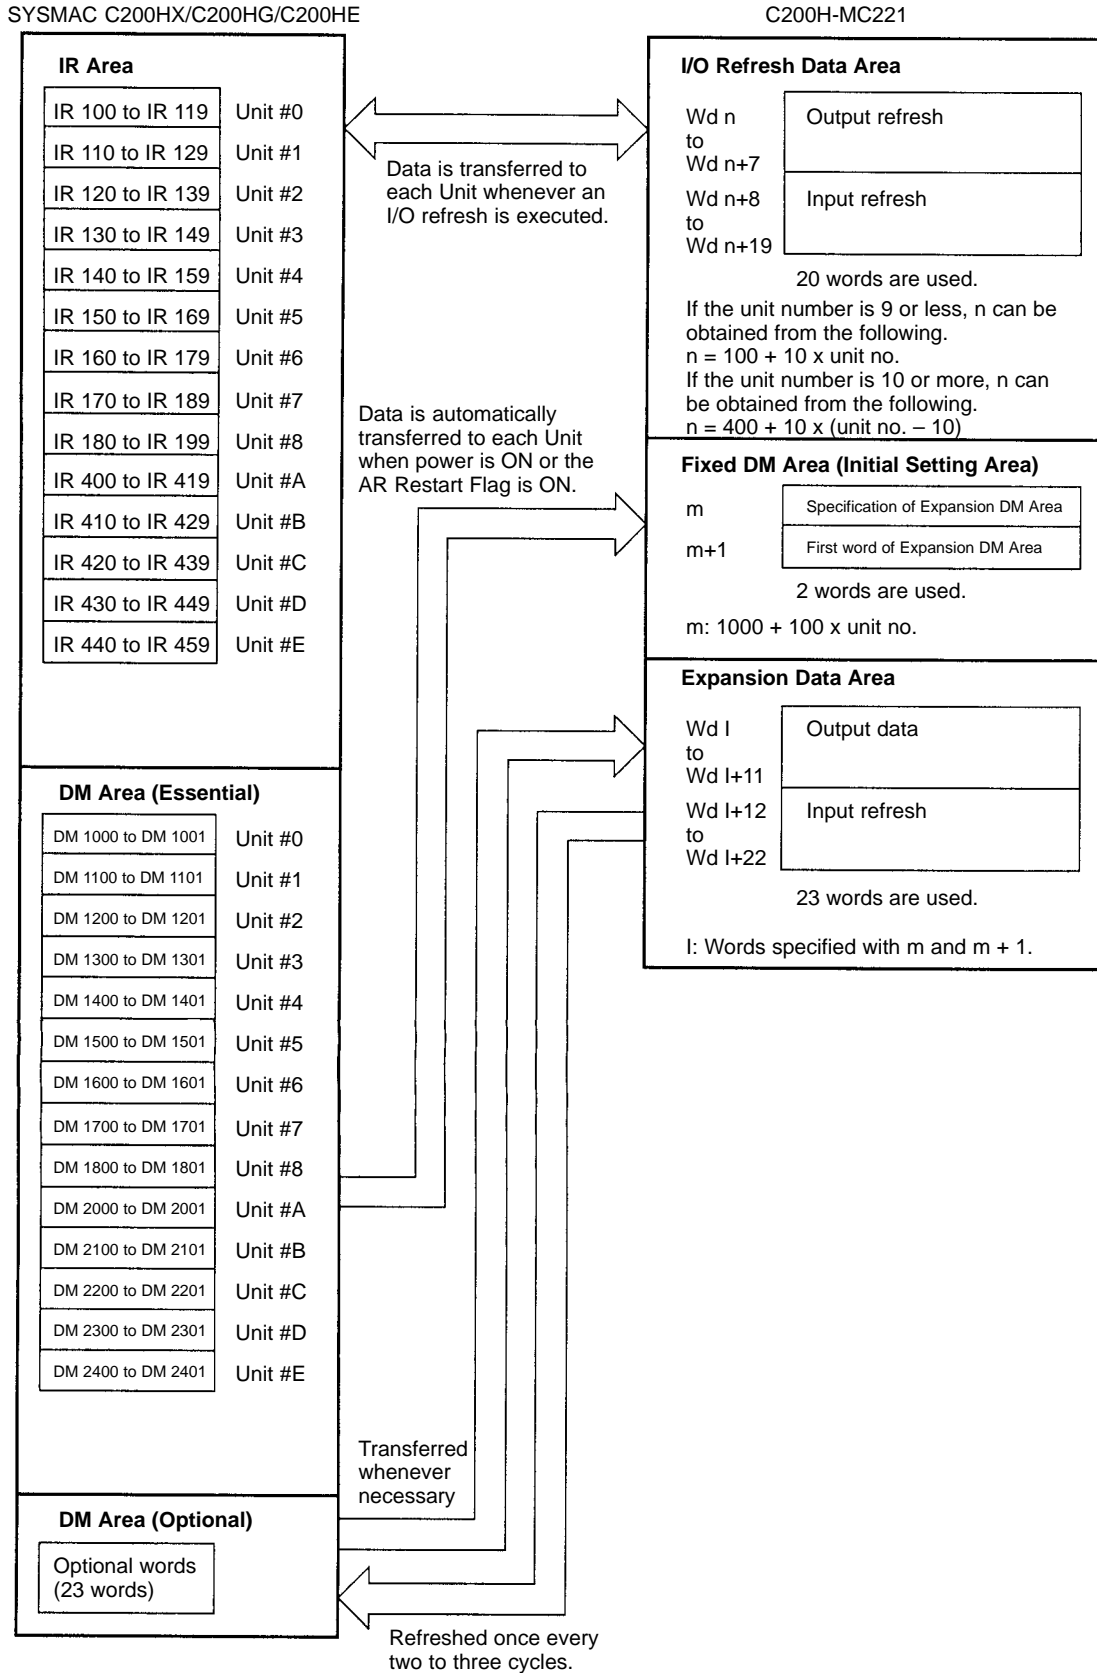 SYSMAC C200HX/C200HG/C200HE
IR Area
IR 100 to IR 119 Unit #0
IR 110 to IR 129 Unit #1
IR 120 to IR 139 Unit #2
IR 130 to IR 149 Unit #3
IR 140 to IR 159 Unit #4
IR 150 to IR 169 Unit #5
IR 160 to IR 179 Unit #6
IR 170 to IR 189 Unit #7
IR 180 to IR 199 Unit #8
IR 400 to IR 419 Unit #A
IR 410 to IR 429 Unit #B
IR 420 to IR 439 Unit #C
IR 430 to IR 449 Unit #D
IR 440 to IR 459 Unit #E
DM Area (Essential)
DM 1000 to DM 1001 Unit #0
DM 1100 to DM 1101 Unit #1
DM 1200 to DM 1201 Unit #2
DM 1300 to DM 1301 Unit #3
DM 1400 to DM 1401 Unit #4
DM 1500 to DM 1501 Unit #5
DM 1600 to DM 1601 Unit #6
DM 1700 to DM 1701 Unit #7
DM 1800 to DM 1801 Unit #8
DM 2000 to DM 2001 Unit #A
DM 2100 to DM 2101 Unit #B
DM 2200 to DM 2201 Unit #C
DM 2300 to DM 2301 Unit #D
DM 2400 to DM 2401 Unit #E
DM Area (Optional)
Optional words
(23 words)
Data is transferred to
each Unit whenever an
I/O refresh is executed.
Data is automatically
transferred to each Unit
when power is ON or the
AR Restart Flag is ON.
Transferred
whenever
necessary
Refreshed once every
two to three cycles.
C200H-MC221
I/O Refresh Data Area
Wd n Output refresh
to
Wd n+7
Wd n+8 Input refresh
to
Wd n+19
20 words are used.
If the unit number is 9 or less, n can be
obtained from the following.
n = 100 + 10 x unit no.
If the unit number is 10 or more, n can
be obtained from the following.
n = 400 + 10 x (unit no. – 10)
Fixed DM Area (Initial Setting Area)
m Specification of Expansion DM Area
m+1 First word of Expansion DM Area
2 words are used.
m: 1000 + 100 x unit no.
Expansion Data Area
Wd I Output data
to
Wd I+11
Wd I+12 Input refresh
to
Wd I+22
23 words are used.
I: Words specified with m and m + 1.